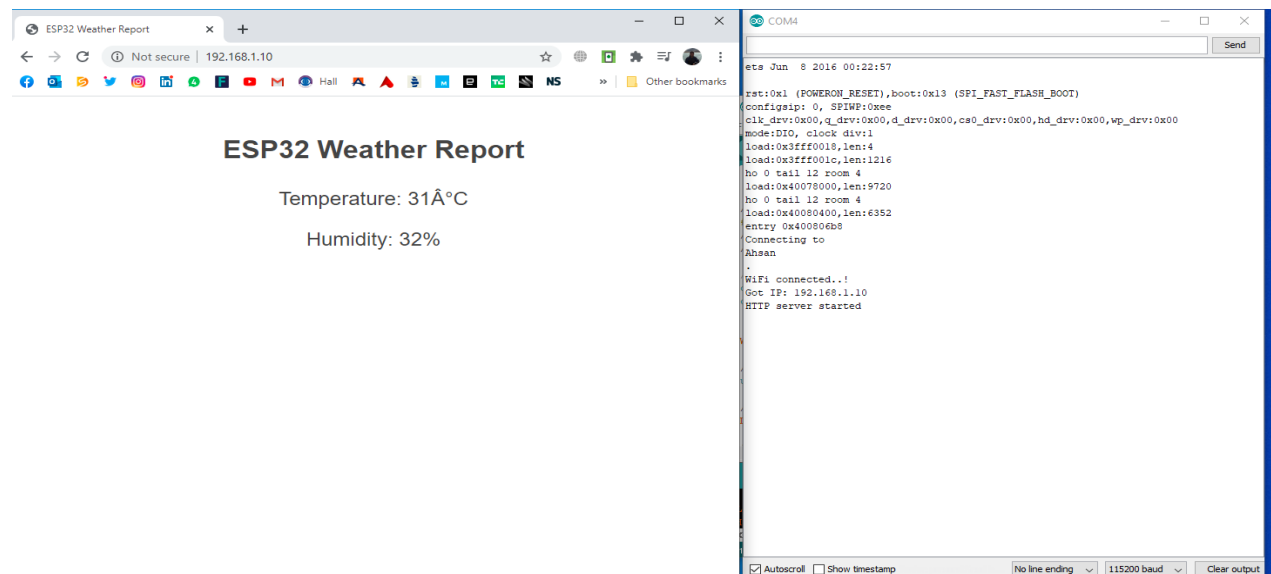 ESP32 Weather Report
Not secure | 192.168.1.10
Hall
NS
Other bookmarks
ESP32 Weather Report
Temperature: 31Â°C
Humidity: 32%
COM4
Send
ets Jun  8 2016 00:22:57
rst:0x1 (POWERON_RESET),boot:0x13 (SPI_FAST_FLASH_BOOT)
configsip: 0, SPIWP:0xee
clk_drv:0x00,q_drv:0x00,d_drv:0x00,cs0_drv:0x00,hd_drv:0x00,wp_drv:0x00
mode:DIO, clock div:1
load:0x3fff0018,len:4
load:0x3fff001c,len:1216
ho 0 tail 12 room 4
load:0x40078000,len:9720
ho 0 tail 12 room 4
load:0x40080400,len:6352
entry 0x400806b8
Connecting to
Ahsan
.
WiFi connected..!
Got IP: 192.168.1.10
HTTP server started
Autoscroll Show timestamp
No line ending 115200 baud Clear output